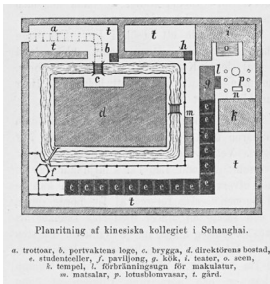 a t t i
t b h o
c l
g p
n
d k
m
e
e
e t
e
f e e e e e e e e
t
Planritning af kinesiska kollegiet i Schanghai.
a. trottoar, b. portvaktens loge, c. brygga, d. direktörens bostad,
e. studentceller, f. paviljong, g. kök, i. teater, o. scen,
k. tempel, l. förbränningsugn för makulatur,
m. matsalar, p. lotusblomvasar, t. gård.